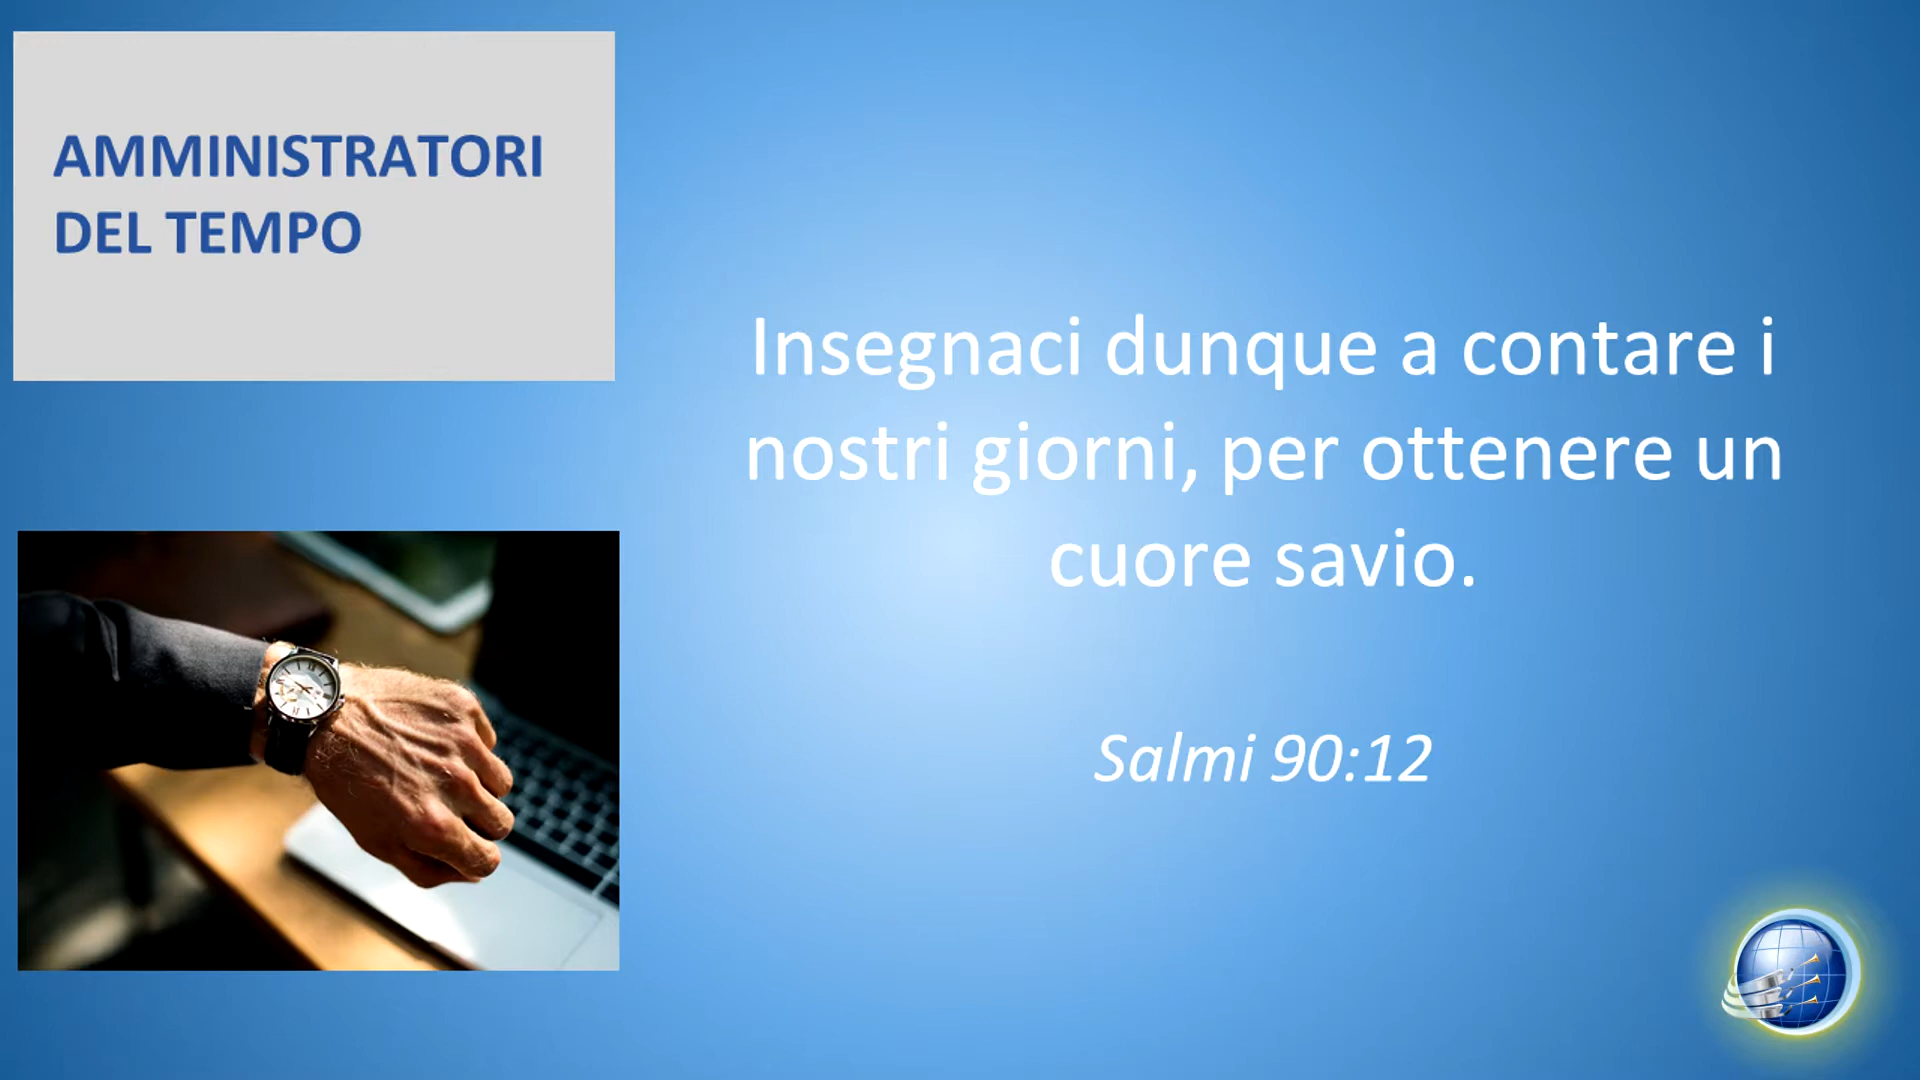 AMMINISTRATORI
DEL TEMPO
Insegnaci dunque a contare i
nostri giorni, per ottenere un
cuore savio.
Salmi 90:12